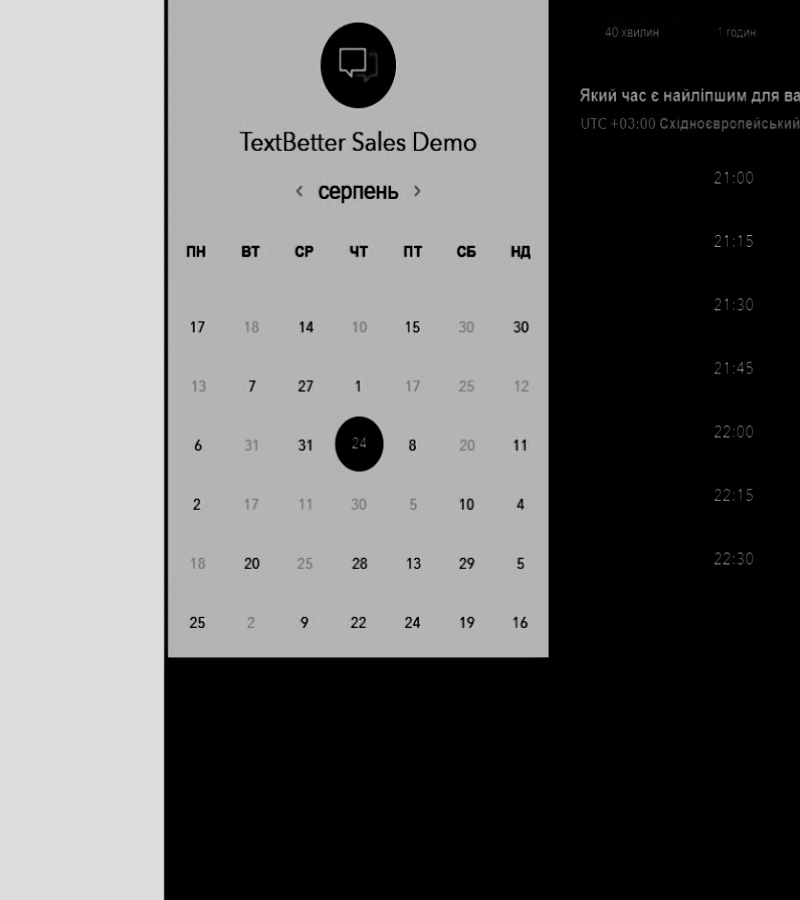 TextBetter Sales Demo
серпень
ПН ВТ СР ЧТ ПТ СБ НД
17 18 14 10 15 30 30
13 7 27 1 17 25 12
6 31 31 24 8 20 11
2 17 11 30 5 10 4
18 20 25 28 13 29 5
25 2 9 22 24 19 16
40 хвилин 1 годин
Який час є найліпшим для ва
UTC +03:00 Східноєвропейський
21:00
21:15
21:30
21:45
22:00
22:15
22:30